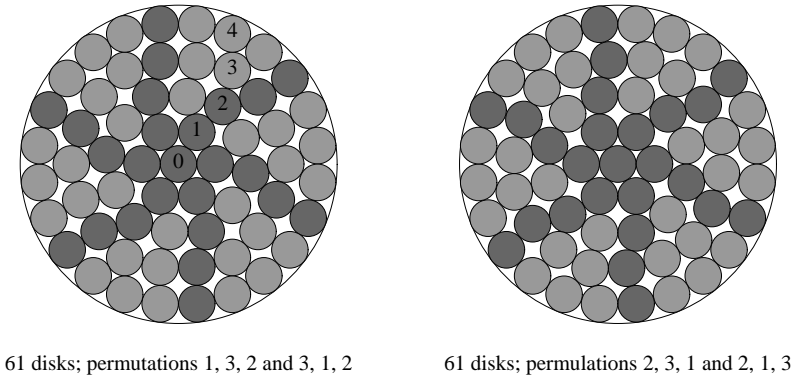 4
3
2
1
0
61 disks; permutations 1, 3, 2 and 3, 1, 2
61 disks; permulations 2, 3, 1 and 2, 1, 3